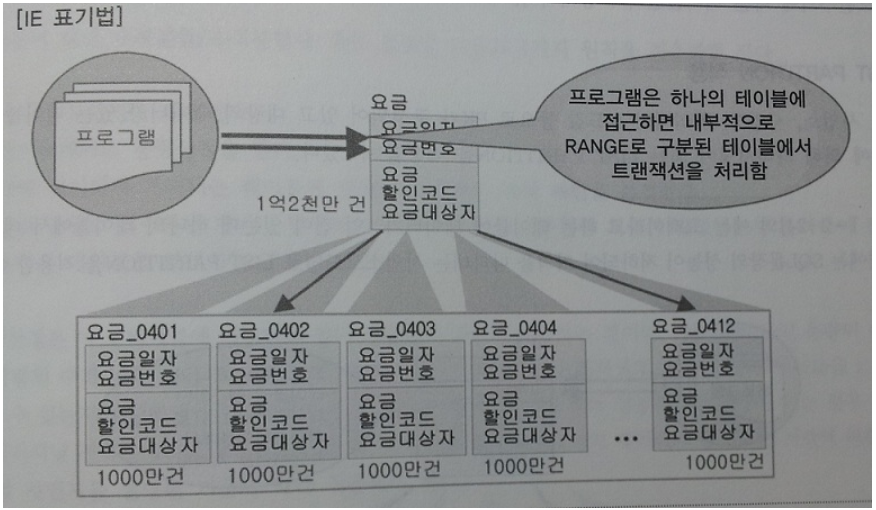 [IE 표기법]
UT PARTITION 적용
프로그램
요금
요금일자
요금번호
요금
할인코드
요금대상자
1억2천만 건
프로그램은 하나의 테이블에
접근하면 내부적으로
RANGE로 구분된 테이블에서
트랜잭션을 처리함
요금_0401
요금일자
요금번호
요금
할인코드
요금대상자
1000만건
요금_0402
요금일자
요금번호
요금
할인코드
요금대상자
1000만건
요금_0403
요금일자
요금번호
요금
할인코드
요금대상자
1000만건
요금_0404
요금일자
요금번호
요금
할인코드
요금대상자
1000만건
...
요금_0412
요금일자
요금번호
요금
할인코드
요금대상자
1000만건